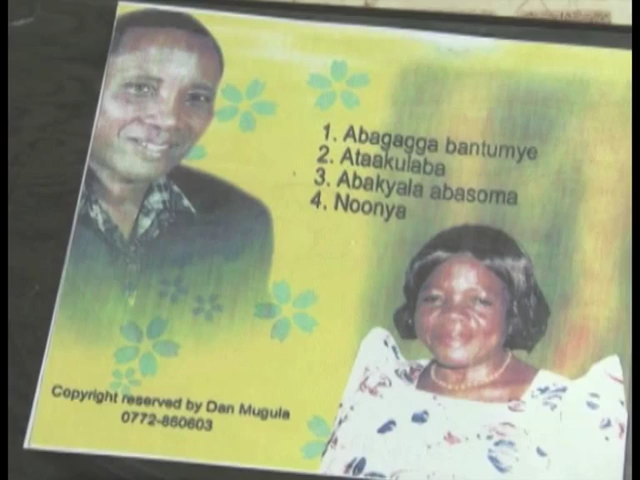 1. Abagagga bantumye
2. Ataakulaba
3. Abakyala abasoma
4. Noonya
Copyright reserved by Dan Mugula
0772-860603